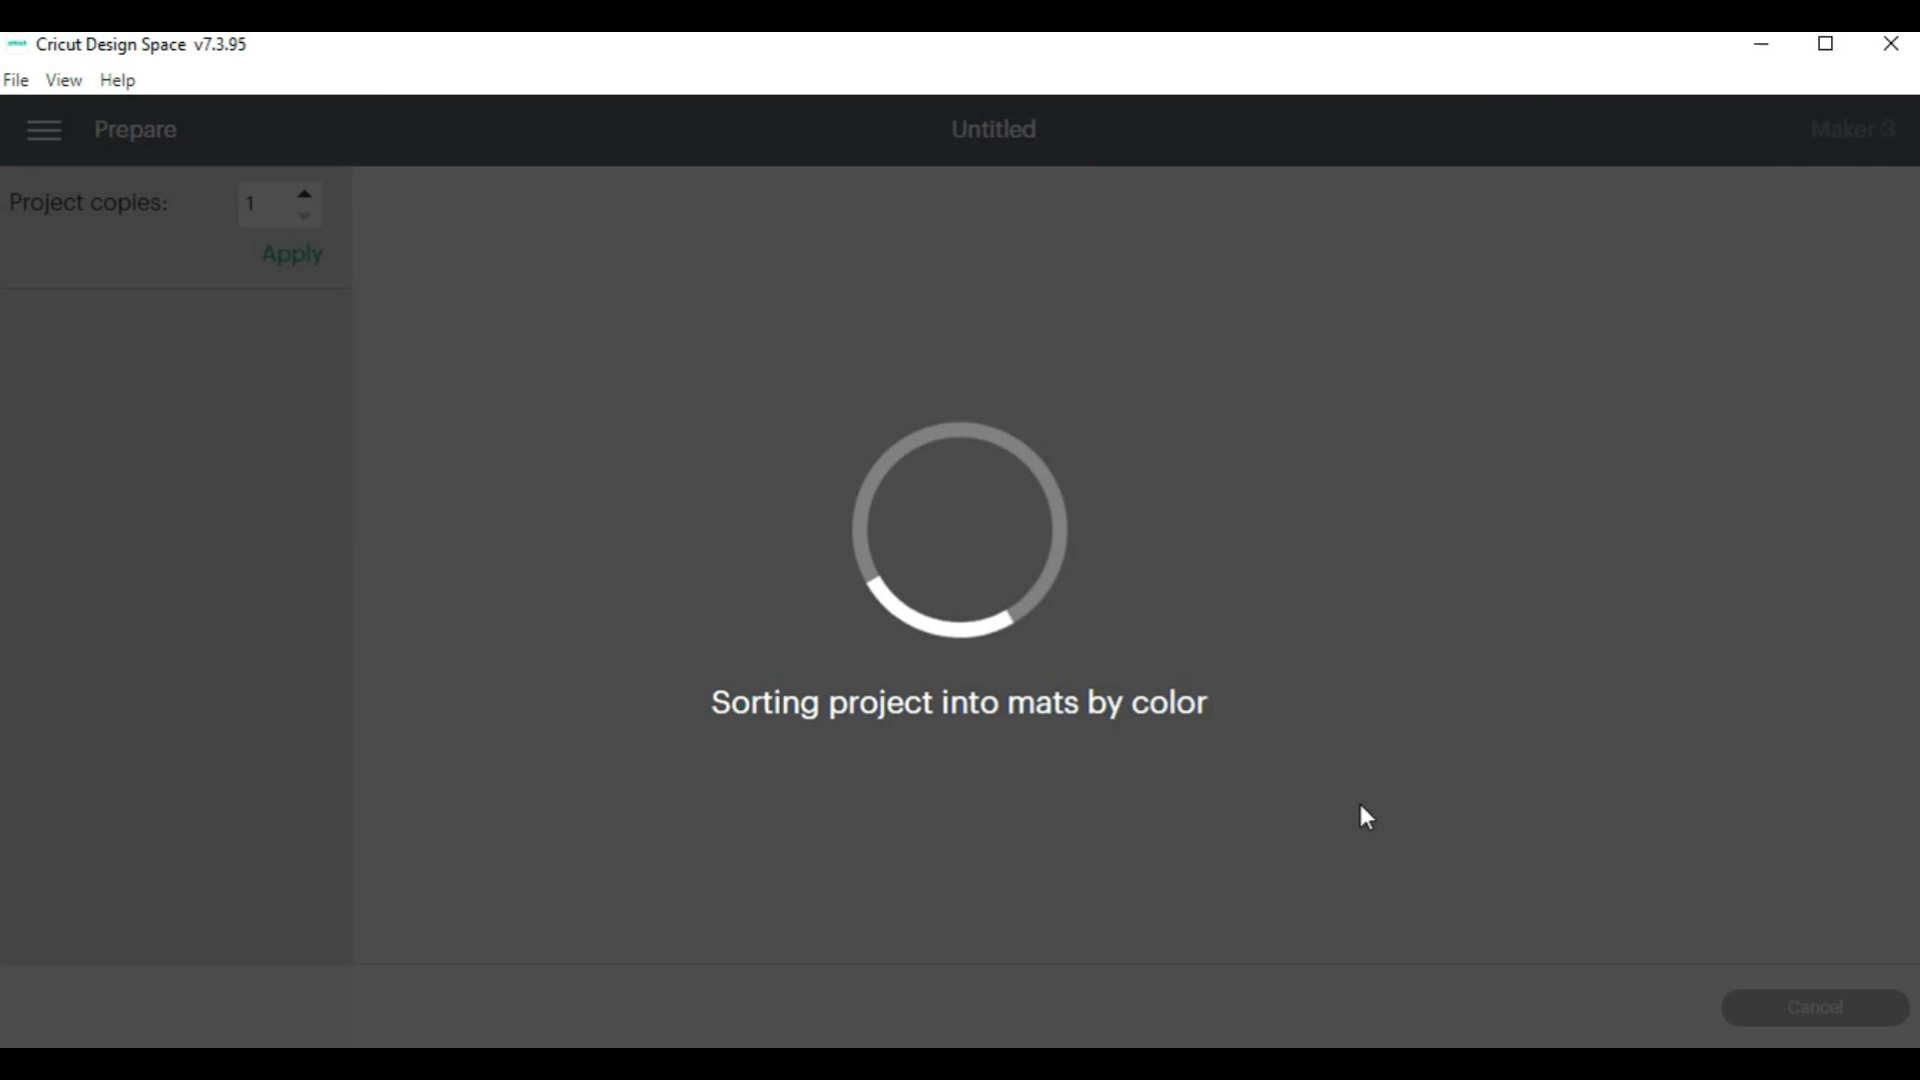 Cricut Design Space v7.3.95
File View Help
Prepare
Untitled
Maker 3
Project copies:
1
Apply
Sorting project into mats by color
Cancel